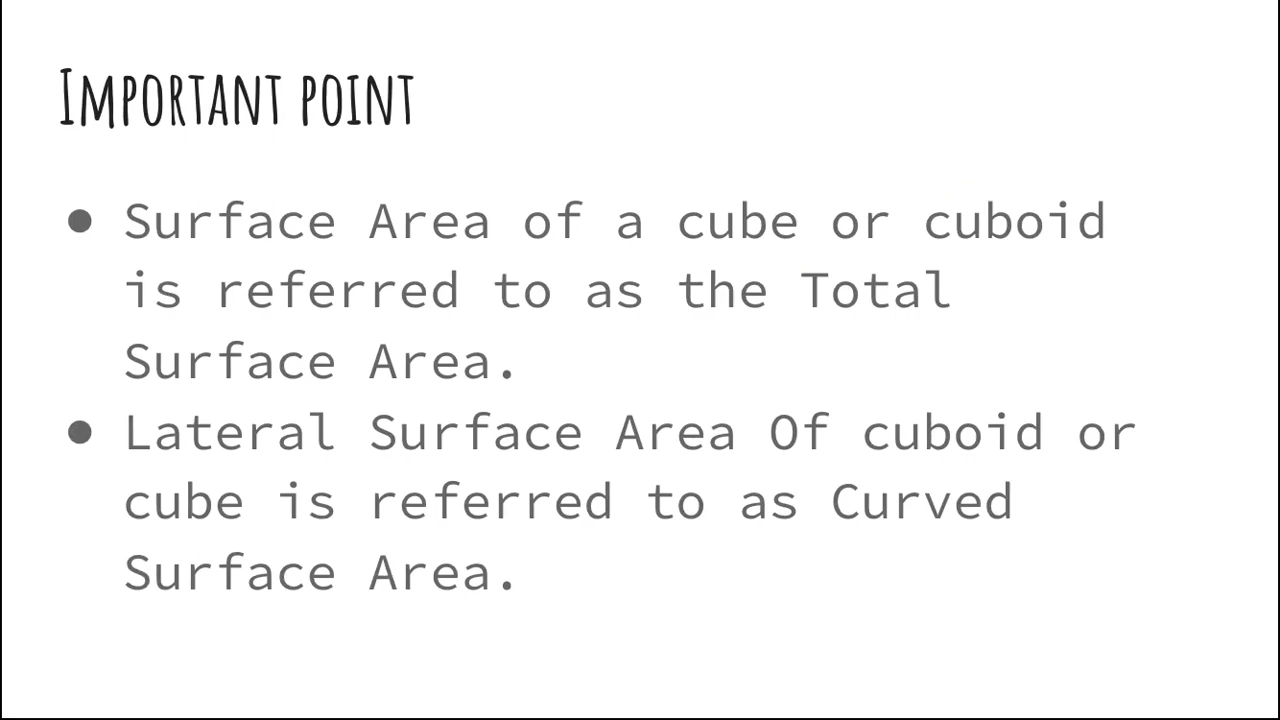 Important point
● Surface Area of a cube or cuboid
is referred to as the Total
Surface Area.
● Lateral Surface Area Of cuboid or
cube is referred to as Curved
Surface Area.